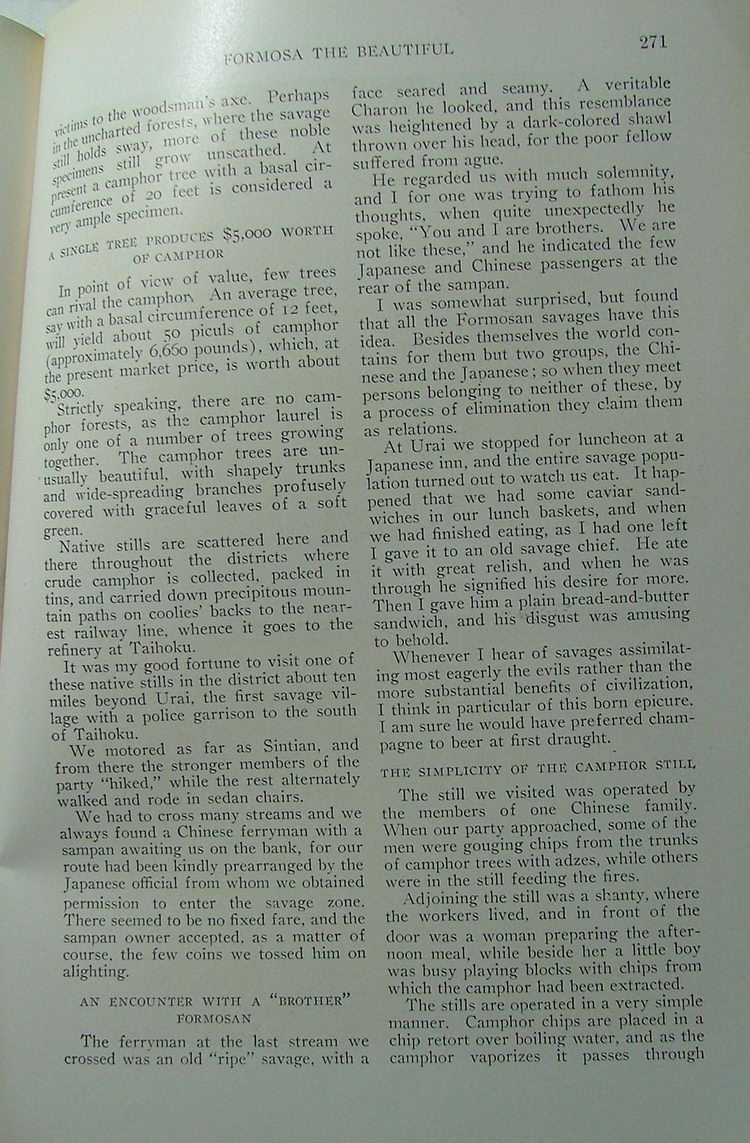 FORMOSA THE BEAUTIFUL
271
victims to the woodsman's axe. Perhaps
in the uncharted forests, where the savage
still holds sway, more of these noble
specimens still grow unscathed. At
present a camphor tree with a basal cir-
cumference of 20 feet is considered a
very ample specimen.
A SINGLE TREE PRODUCES $5,000 WORTH
OF CAMPHOR
In point of view of value, few trees
can rival the camphor. An average tree,
say with a basal circumference of 12 feet,
will yield about 50 piculs of camphor
(approximately 6,660 pounds), which, at
the present market price, is worth about
$5,000.
Strictly speaking, there are no cam-
phor forests, as the camphor laurel is
only one of a number of trees growing
together. The camphor trees are un-
usually beautiful, with shapely trunks
and wide-spreading branches profusely
covered with graceful leaves of a soft
green.
Native stills are scattered here and
there throughout the districts where
crude camphor is collected, packed in
tins, and carried down precipitous moun-
tain paths on coolies' backs to the near-
est railway line, whence it goes to the
refinery at Taihoku.
It was my good fortune to visit one of
these native stills in the district about ten
miles beyond Urai, the first savage vil-
lage with a police garrison to the south
of Taihoku.
We motored as far as Sintian, and
from there the stronger members of the
party "hiked," while the rest alternately
walked and rode in sedan chairs.
We had to cross many streams and we
always found a Chinese ferryman with a
sampan awaiting us on the bank, for our
route had been kindly prearranged by the
Japanese official from whom we obtained
permission to enter the savage zone.
There seemed to be no fixed fare, and the
sampan owner accepted, as a matter of
course, the few coins we tossed him on
alighting.
AN ENCOUNTER WITH A "BROTHER"
FORMOSAN
The ferryman at the last stream we
crossed was an old "ripe" savage, with a
face seared and seamy. A veritable
Charon he looked, and this resemblance
was heightened by a dark-colored shawl
thrown over his head, for the poor fellow
suffered from ague.
He regarded us with much solemnity,
and I for one was trying to fathom his
thoughts, when quite unexpectedly he
spoke, "You and I are brothers. We are
not like these," and he indicated the few
Japanese and Chinese passengers at the
rear of the sampan.
I was somewhat surprised, but found
that all the Formosan savages have this
idea. Besides themselves the world con-
tains for them but two groups, the Chi-
nese and the Japanese; so when they meet
persons belonging to neither of these, by
a process of elimination they claim them
as relations.
At Urai we stopped for luncheon at a
Japanese inn, and the entire savage popu-
lation turned out to watch us eat. It hap-
pened that we had some caviar sand-
wiches in our lunch baskets, and when
we had finished eating, as I had one left
I gave it to an old savage chief. He ate
it with great relish, and when he was
through he signified his desire for more.
Then I gave him a plain bread-and-butter
sandwich, and his disgust was amusing
to behold.
Whenever I hear of savages assimilat-
ing most eagerly the evils rather than the
more substantial benefits of civilization,
I think in particular of this born epicure.
I am sure he would have preferred cham-
pagne to beer at first draught.
THE SIMPLICITY OF THE CAMPHOR STILL
The still we visited was operated by
the members of one Chinese family.
When our party approached, some of the
men were gouging chips from the trunks
of camphor trees with adzes, while others
were in the still feeding the fires.
Adjoining the still was a shanty, where
the workers lived, and in front of the
door was a woman preparing the after-
noon meal, while beside her a little boy
was busy playing blocks with chips from
which the camphor had been extracted.
The stills are operated in a very simple
manner. Camphor chips are placed in a
chip retort over boiling water, and as the
camphor vaporizes it passes through